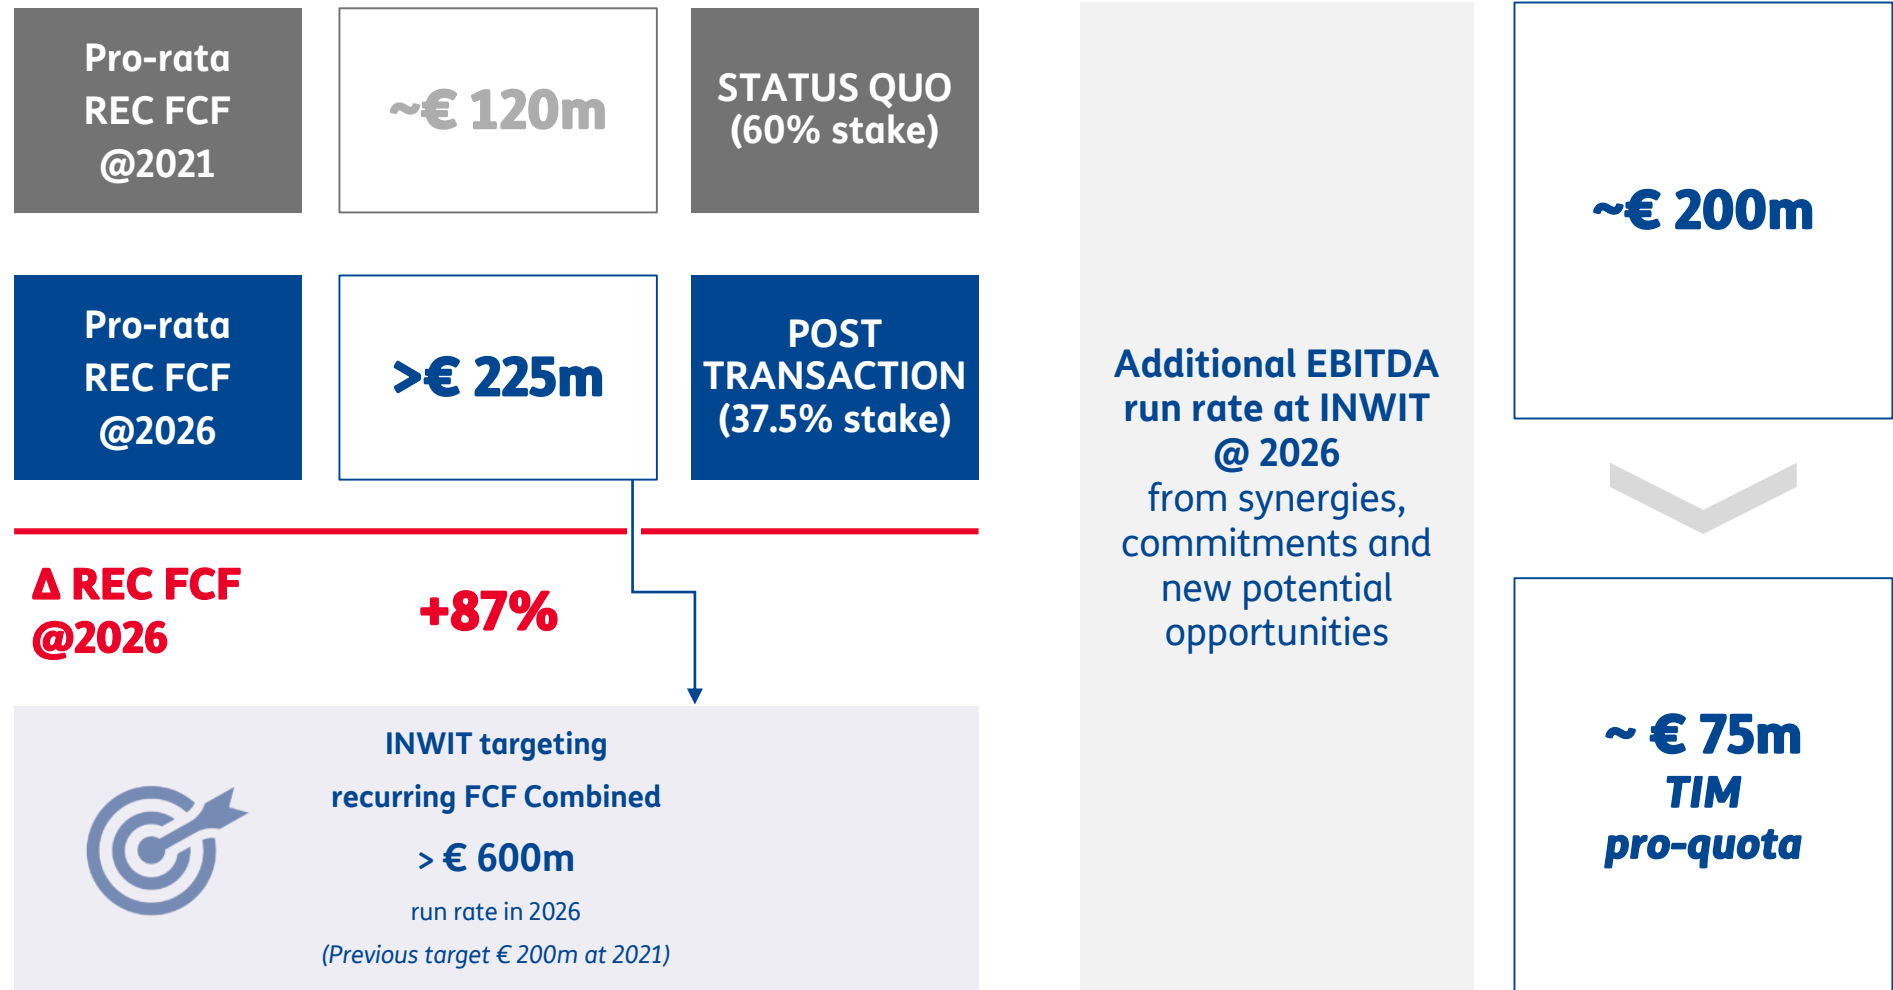 Pro-rata
REC FCF
@2021
~€ 120m
STATUS QUO
(60% stake)
Pro-rata
REC FCF
@2026
>€ 225m
POST
TRANSACTION
(37.5% stake)
Δ REC FCF
@2026
+87%
INWIT targeting
recurring FCF Combined
> € 600m
run rate in 2026
(Previous target € 200m at 2021)
Additional EBITDA
run rate at INWIT
@ 2026
from synergies,
commitments and
new potential
opportunities
~€ 200m
~ € 75m
TIM
pro-quota